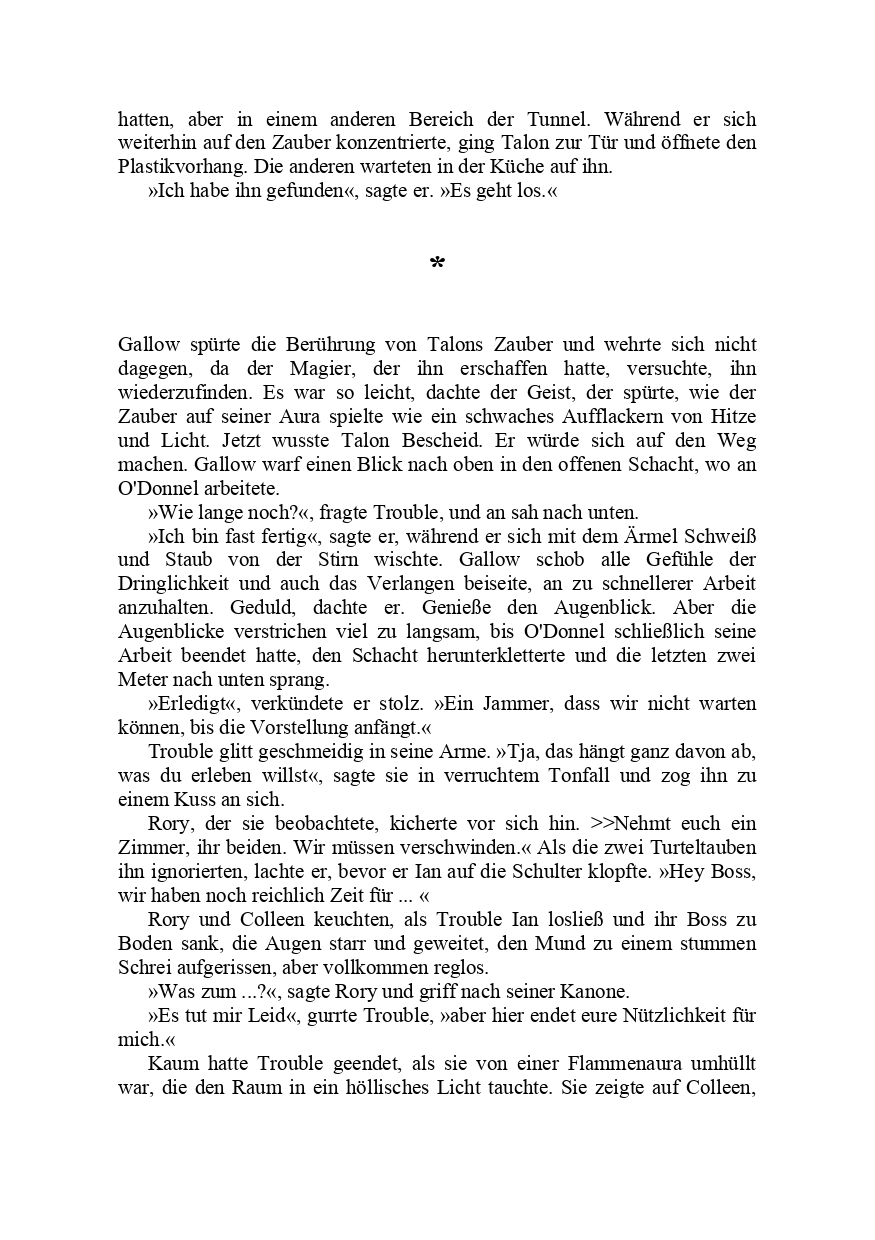 hatten, aber in einem anderen Bereich der Tunnel. Während er sich
weiterhin auf den Zauber konzentrierte, ging Talon zur Tür und öffnete den
Plastikvorhang. Die anderen warteten in der Küche auf ihn.
»Ich habe ihn gefunden«, sagte er. »Es geht los.«
*
Gallow spürte die Berührung von Talons Zauber und wehrte sich nicht
dagegen, da der Magier, der ihn erschaffen hatte, versuchte, ihn
wiederzufinden. Es war so leicht, dachte der Geist, der spürte, wie der
Zauber auf seiner Aura spielte wie ein schwaches Aufflackern von Hitze
und Licht. Jetzt wusste Talon Bescheid. Er würde sich auf den Weg
machen. Gallow warf einen Blick nach oben in den offenen Schacht, wo an
O'Donnel arbeitete.
»Wie lange noch?«, fragte Trouble, und an sah nach unten.
»Ich bin fast fertig«, sagte er, während er sich mit dem Ärmel Schweiß
und Staub von der Stirn wischte. Gallow schob alle Gefühle der
Dringlichkeit und auch das Verlangen beiseite, an zu schnellerer Arbeit
anzuhalten. Geduld, dachte er. Genieße den Augenblick. Aber die
Augenblicke verstrichen viel zu langsam, bis O'Donnel schließlich seine
Arbeit beendet hatte, den Schacht herunterkletterte und die letzten zwei
Meter nach unten sprang.
»Erledigt«, verkündete er stolz. »Ein Jammer, dass wir nicht warten
können, bis die Vorstellung anfängt.«
Trouble glitt geschmeidig in seine Arme. »Tja, das hängt ganz davon ab,
was du erleben willst«, sagte sie in verruchtem Tonfall und zog ihn zu
einem Kuss an sich.
Rory, der sie beobachtete, kicherte vor sich hin. >>Nehmt euch ein
Zimmer, ihr beiden. Wir müssen verschwinden.« Als die zwei Turteltauben
ihn ignorierten, lachte er, bevor er Ian auf die Schulter klopfte. »Hey Boss,
wir haben noch reichlich Zeit für ... «
Rory und Colleen keuchten, als Trouble Ian losließ und ihr Boss zu
Boden sank, die Augen starr und geweitet, den Mund zu einem stummen
Schrei aufgerissen, aber vollkommen reglos.
»Was zum ...?«, sagte Rory und griff nach seiner Kanone.
»Es tut mir Leid«, gurrte Trouble, »aber hier endet eure Nützlichkeit für
mich.«
Kaum hatte Trouble geendet, als sie von einer Flammenaura umhüllt
war, die den Raum in ein höllisches Licht tauchte. Sie zeigte auf Colleen,